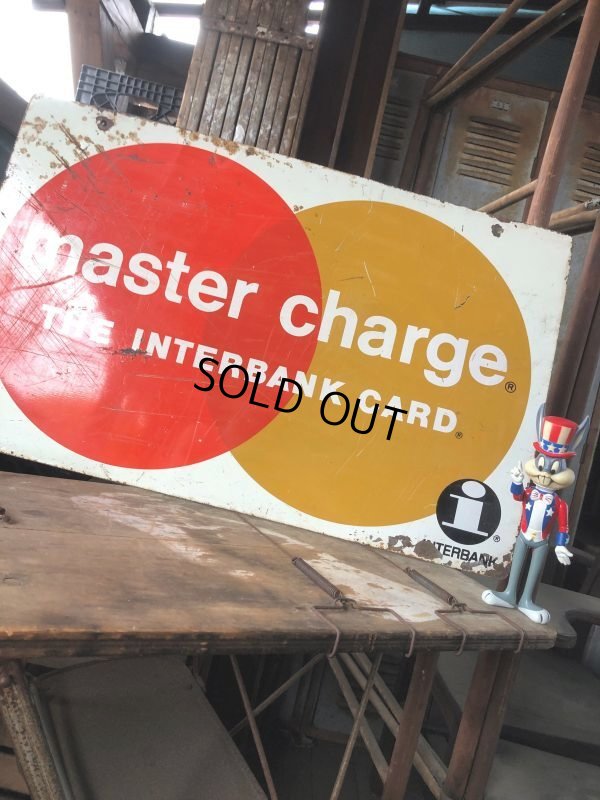 master charge®
THE INTERBANK CARD®
SOLD OUT
i®
INTERBANK